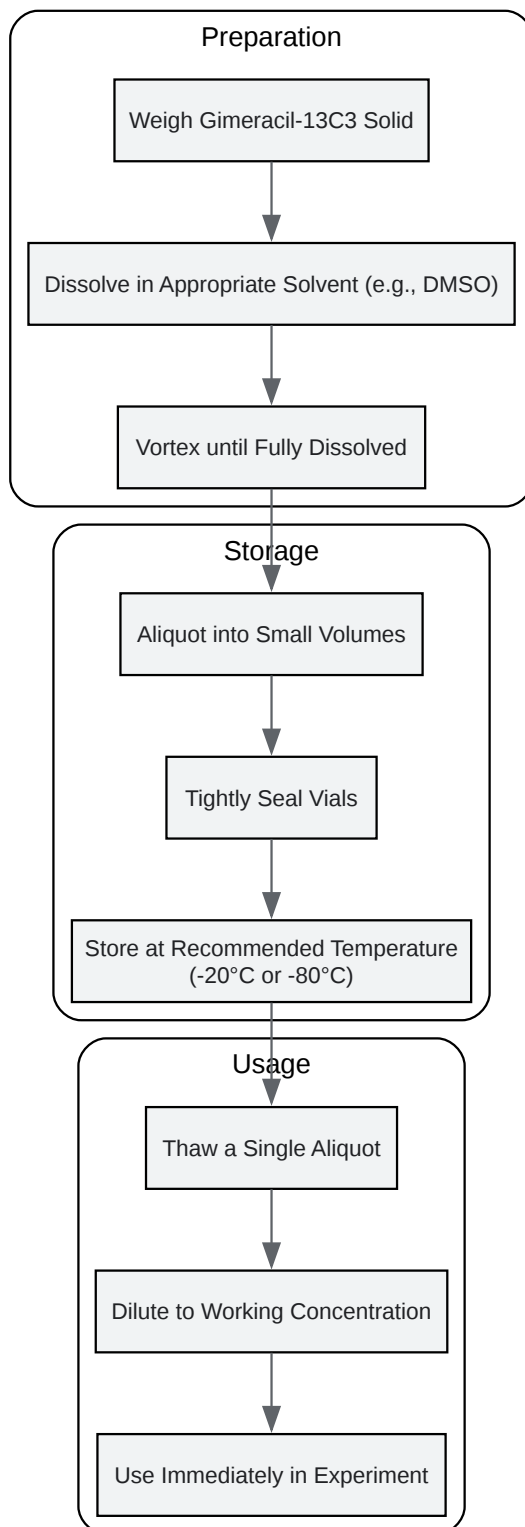 Preparation
Weigh Gimeracil-13C3 Solid
Dissolve in Appropriate Solvent (e.g., DMSO)
Vortex until Fully Dissolved
Storage
Aliquot into Small Volumes
Tightly Seal Vials
Store at Recommended Temperature
(-20°C or -80°C)
Usage
Thaw a Single Aliquot
Dilute to Working Concentration
Use Immediately in Experiment